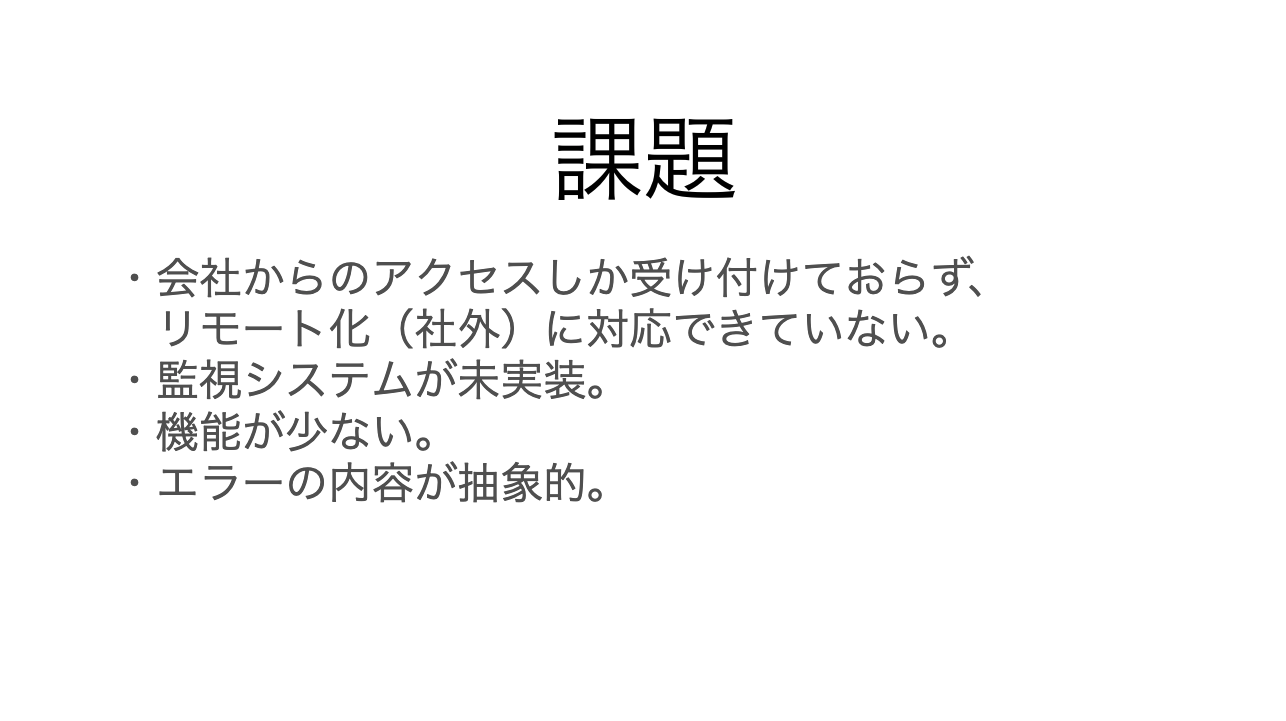 課題
・会社からのアクセスしか受け付けておらず、
リモート化（社外）に対応できていない。
・監視システムが未実装。
・機能が少ない。
・エラーの内容が抽象的。